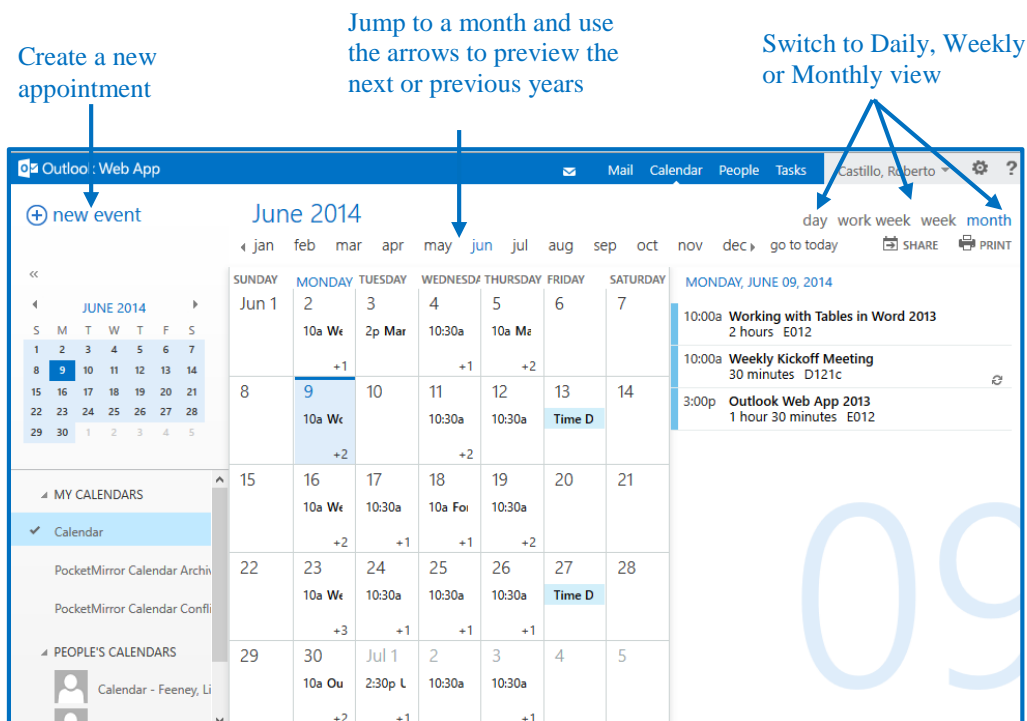 Create a new
appointment
Jump to a month and use
the arrows to preview the
next or previous years
Switch to Daily, Weekly
or Monthly view
Outlook Web App
Mail Calendar People Tasks Castillo, Roberto ?
new event
June 2014
day work week week month
jan feb mar apr may jun jul aug sep oct nov dec go to today SHARE PRINT
«
JUNE 2014
S M T W T F S
1 2 3 4 5 6 7
8 9 10 11 12 13 14
15 16 17 18 19 20 21
22 23 24 25 26 27 28
29 30 1 2 3 4 5
MY CALENDARS
Calendar
PocketMirror Calendar Archiv
PocketMirror Calendar Confli
PEOPLE'S CALENDARS
Calendar - Feeney, Li
SUNDAY MONDAY TUESDAY WEDNESDA THURSDAY FRIDAY SATURDAY
Jun 1 2 3 4 5 6 7
10a We 2p Mar 10:30a 10a Ma
+1 +1 +2
8 9 10 11 12 13 14
10a Wo 10:30a 10:30a Time D
+2 +2
15 16 17 18 19 20 21
10a We 10:30a 10a For 10:30a
+2 +1 +1 +2
22 23 24 25 26 27 28
10a We 10:30a 10:30a 10:30a Time D
+3 +1 +1 +1
29 30 Jul 1 2 3 4 5
10a Ou 2:30p L 10:30a 10:30a
+2 +1 +1
MONDAY, JUNE 09, 2014
10:00a Working with Tables in Word 2013
2 hours E012
10:00a Weekly Kickoff Meeting
30 minutes D121c
3:00p Outlook Web App 2013
1 hour 30 minutes E012
09